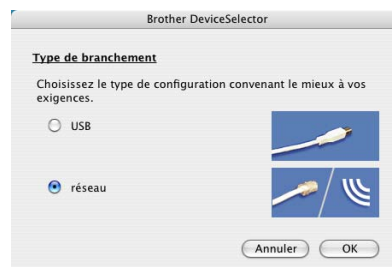 Brother DeviceSelector
Type de branchement
Choisissez le type de configuration convenant le mieux à vos
exigences.
USB
réseau
Annuler
OK